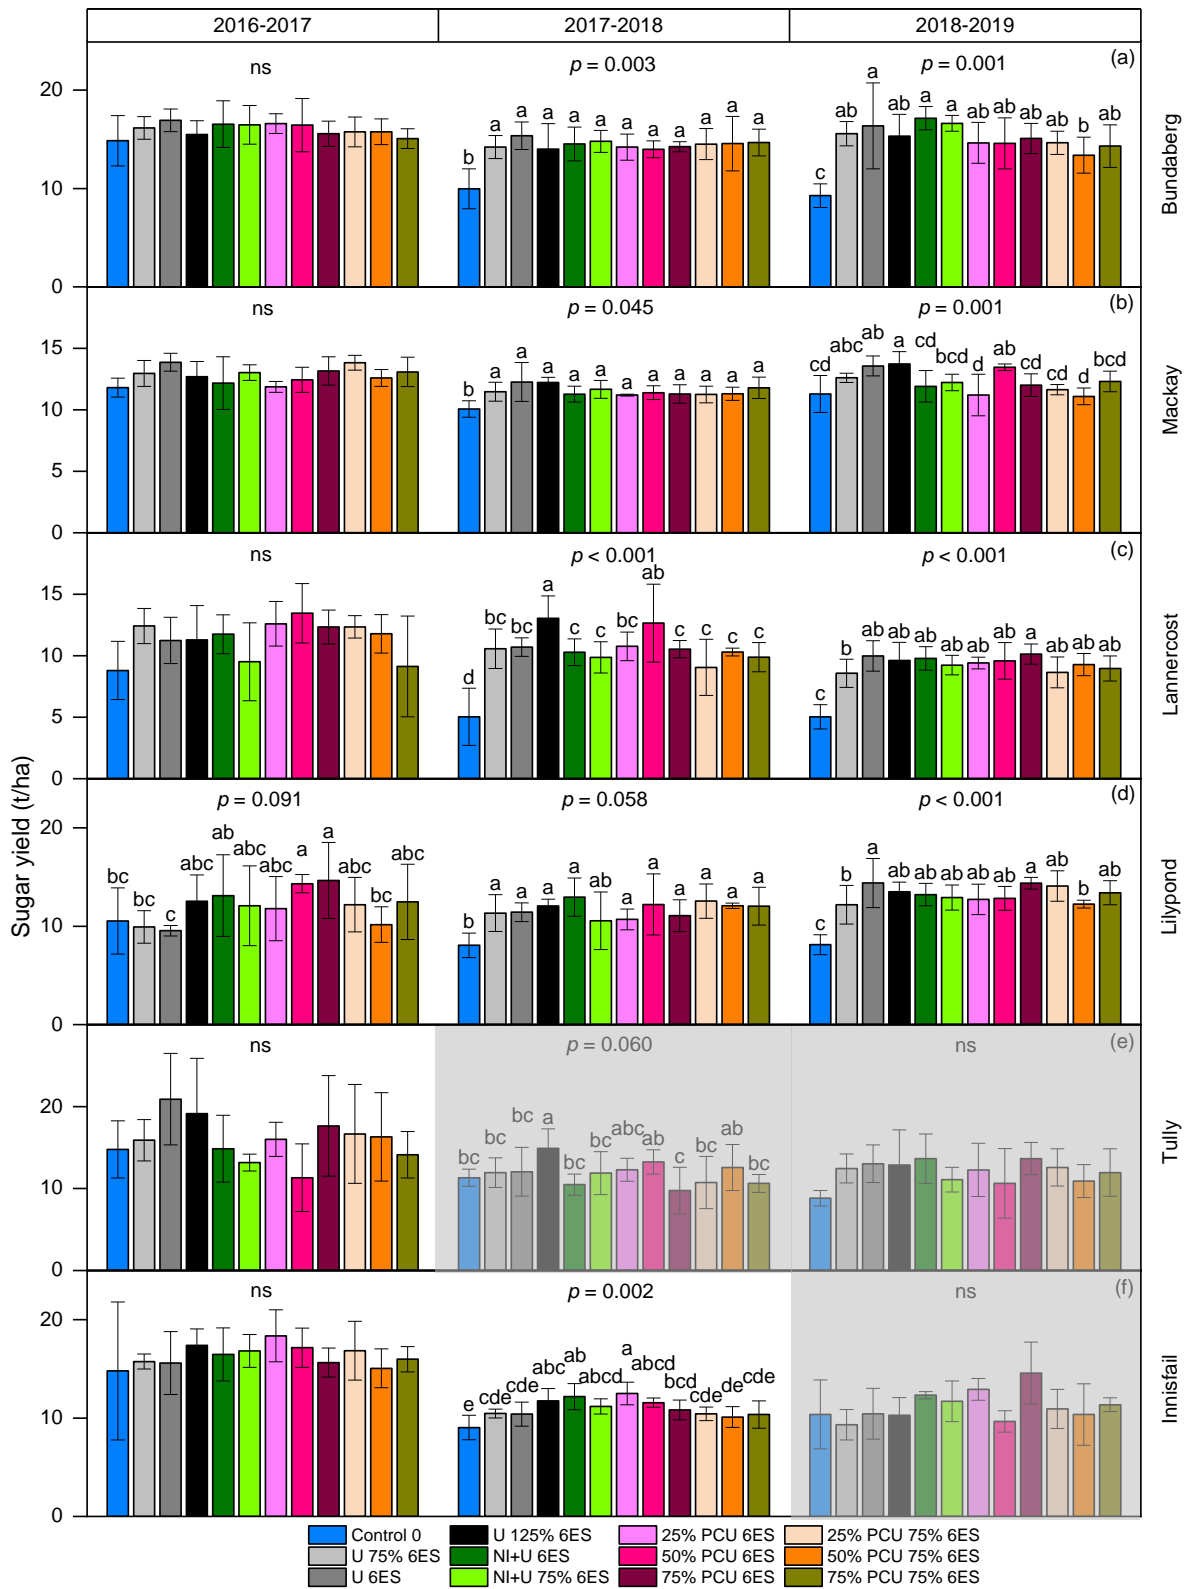 2016-2017 2017-2018 2018-2019
ns p = 0.003 p = 0.001 (a)
b a a a a a a a a a a a
c ab a ab a a ab ab ab ab b ab
20
10
0
Bundaberg
ns p = 0.045 p = 0.001 (b)
b a a a a a a a a a a a
cd abc ab a cd bcd d ab cd cd d bcd
15
10
5
0
Mackay
ns p < 0.001 p < 0.001 (c)
d bc bc a c c bc ab c c c c
c b ab ab ab ab ab ab a ab ab ab
15
10
5
0
Lannercost
p = 0.091 p = 0.058 p < 0.001 (d)
bc bc c abc ab abc abc a a abc bc abc
b a a a a ab a a a a a a
c b a ab ab ab ab ab a ab b ab
20
10
0
Lilypond
ns p = 0.060 ns (e)
bc bc bc a bc bc abc ab c bc ab bc
20
10
0
Tully
ns p = 0.002 ns (f)
e cde cde abc ab abcd a abcd bcd cde de cde
20
10
0
Innisfail
Sugar yield (t/ha)
Control 0 U 125% 6ES 25% PCU 6ES 25% PCU 75% 6ES
U 75% 6ES NI+U 6ES 50% PCU 6ES 50% PCU 75% 6ES
U 6ES NI+U 75% 6ES 75% PCU 6ES 75% PCU 75% 6ES